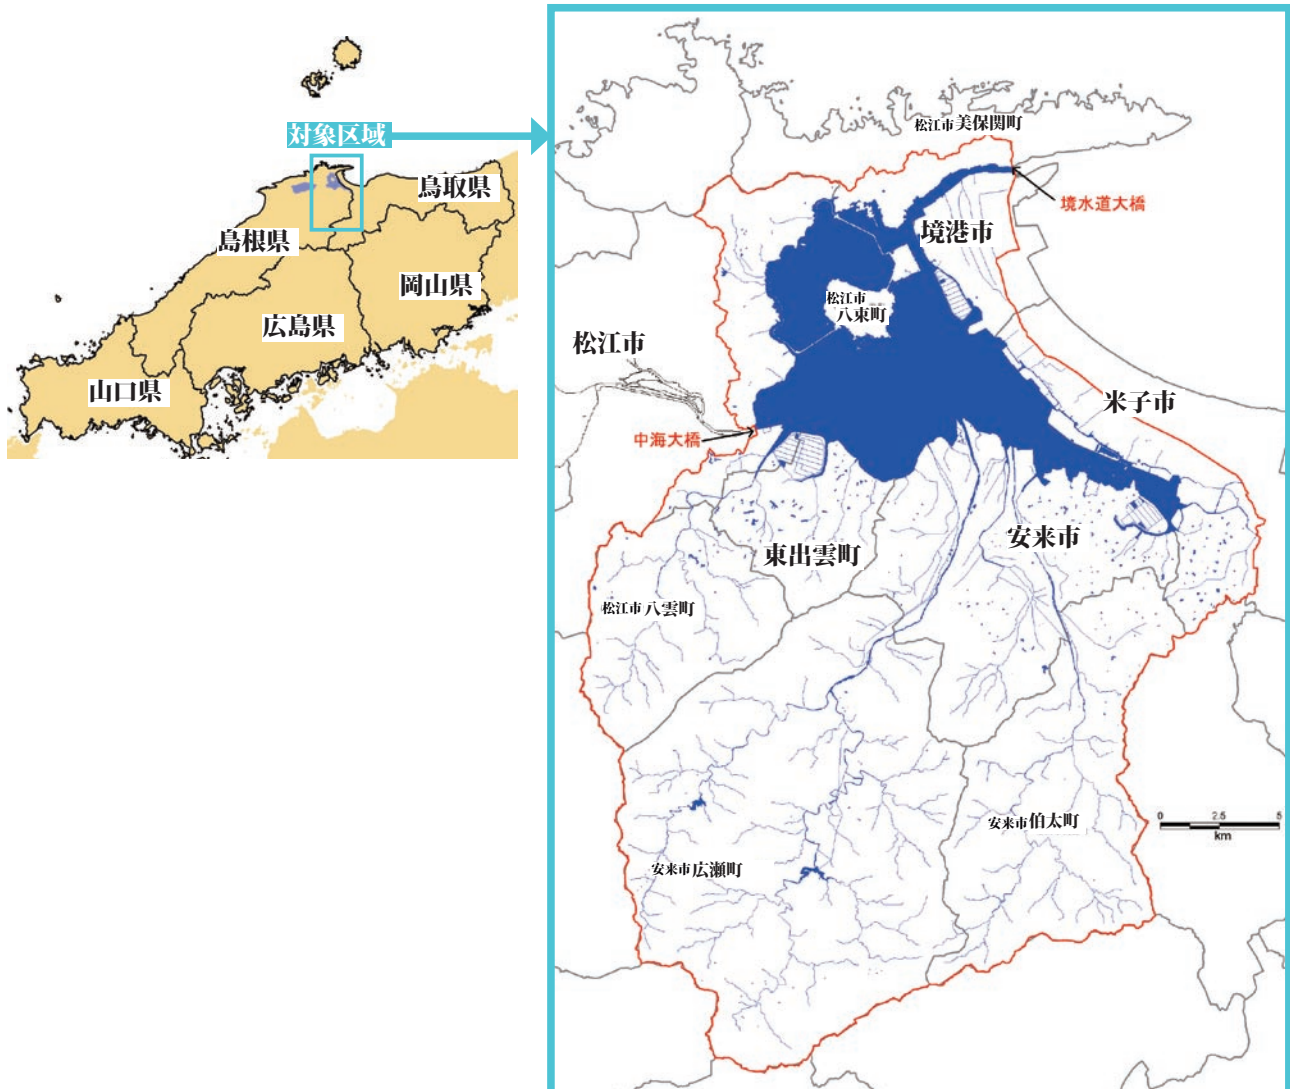 対象区域
鳥取県
島根県
岡山県
広島県
山口県
松江市美保関町
境水道大橋
境港市
松江市
八束町
松江市
米子市
中海大橋
安来市
東出雲町
松江市八雲町
0 2.5 5
km
安来市伯太町
安来市広瀬町